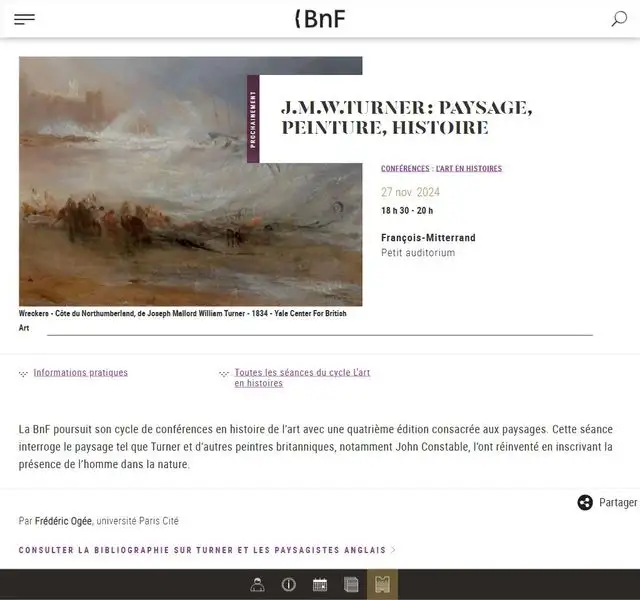 BnF
PROCHAINEMENT
J.M.W.TURNER : PAYSAGE,
PEINTURE, HISTOIRE
CONFÉRENCES : L'ART EN HISTOIRES
27 nov. 2024
18 h 30 - 20 h
François-Mitterrand
Petit auditorium
Wreckers - Côte du Northumberland, de Joseph Mallord William Turner - 1834 - Yale Center For British
Art
Informations pratiques
Toutes les séances du cycle L'art
en histoires
La BnF poursuit son cycle de conférences en histoire de l’art avec une quatrième édition consacrée aux paysages. Cette séance
interroge le paysage tel que Turner et d’autres peintres britanniques, notamment John Constable, l’ont réinventé en inscrivant la
présence de l’homme dans la nature.
Partager
Par Frédéric Ogée, université Paris Cité
CONSULTER LA BIBLIOGRAPHIE SUR TURNER ET LES PAYSAGISTES ANGLAIS